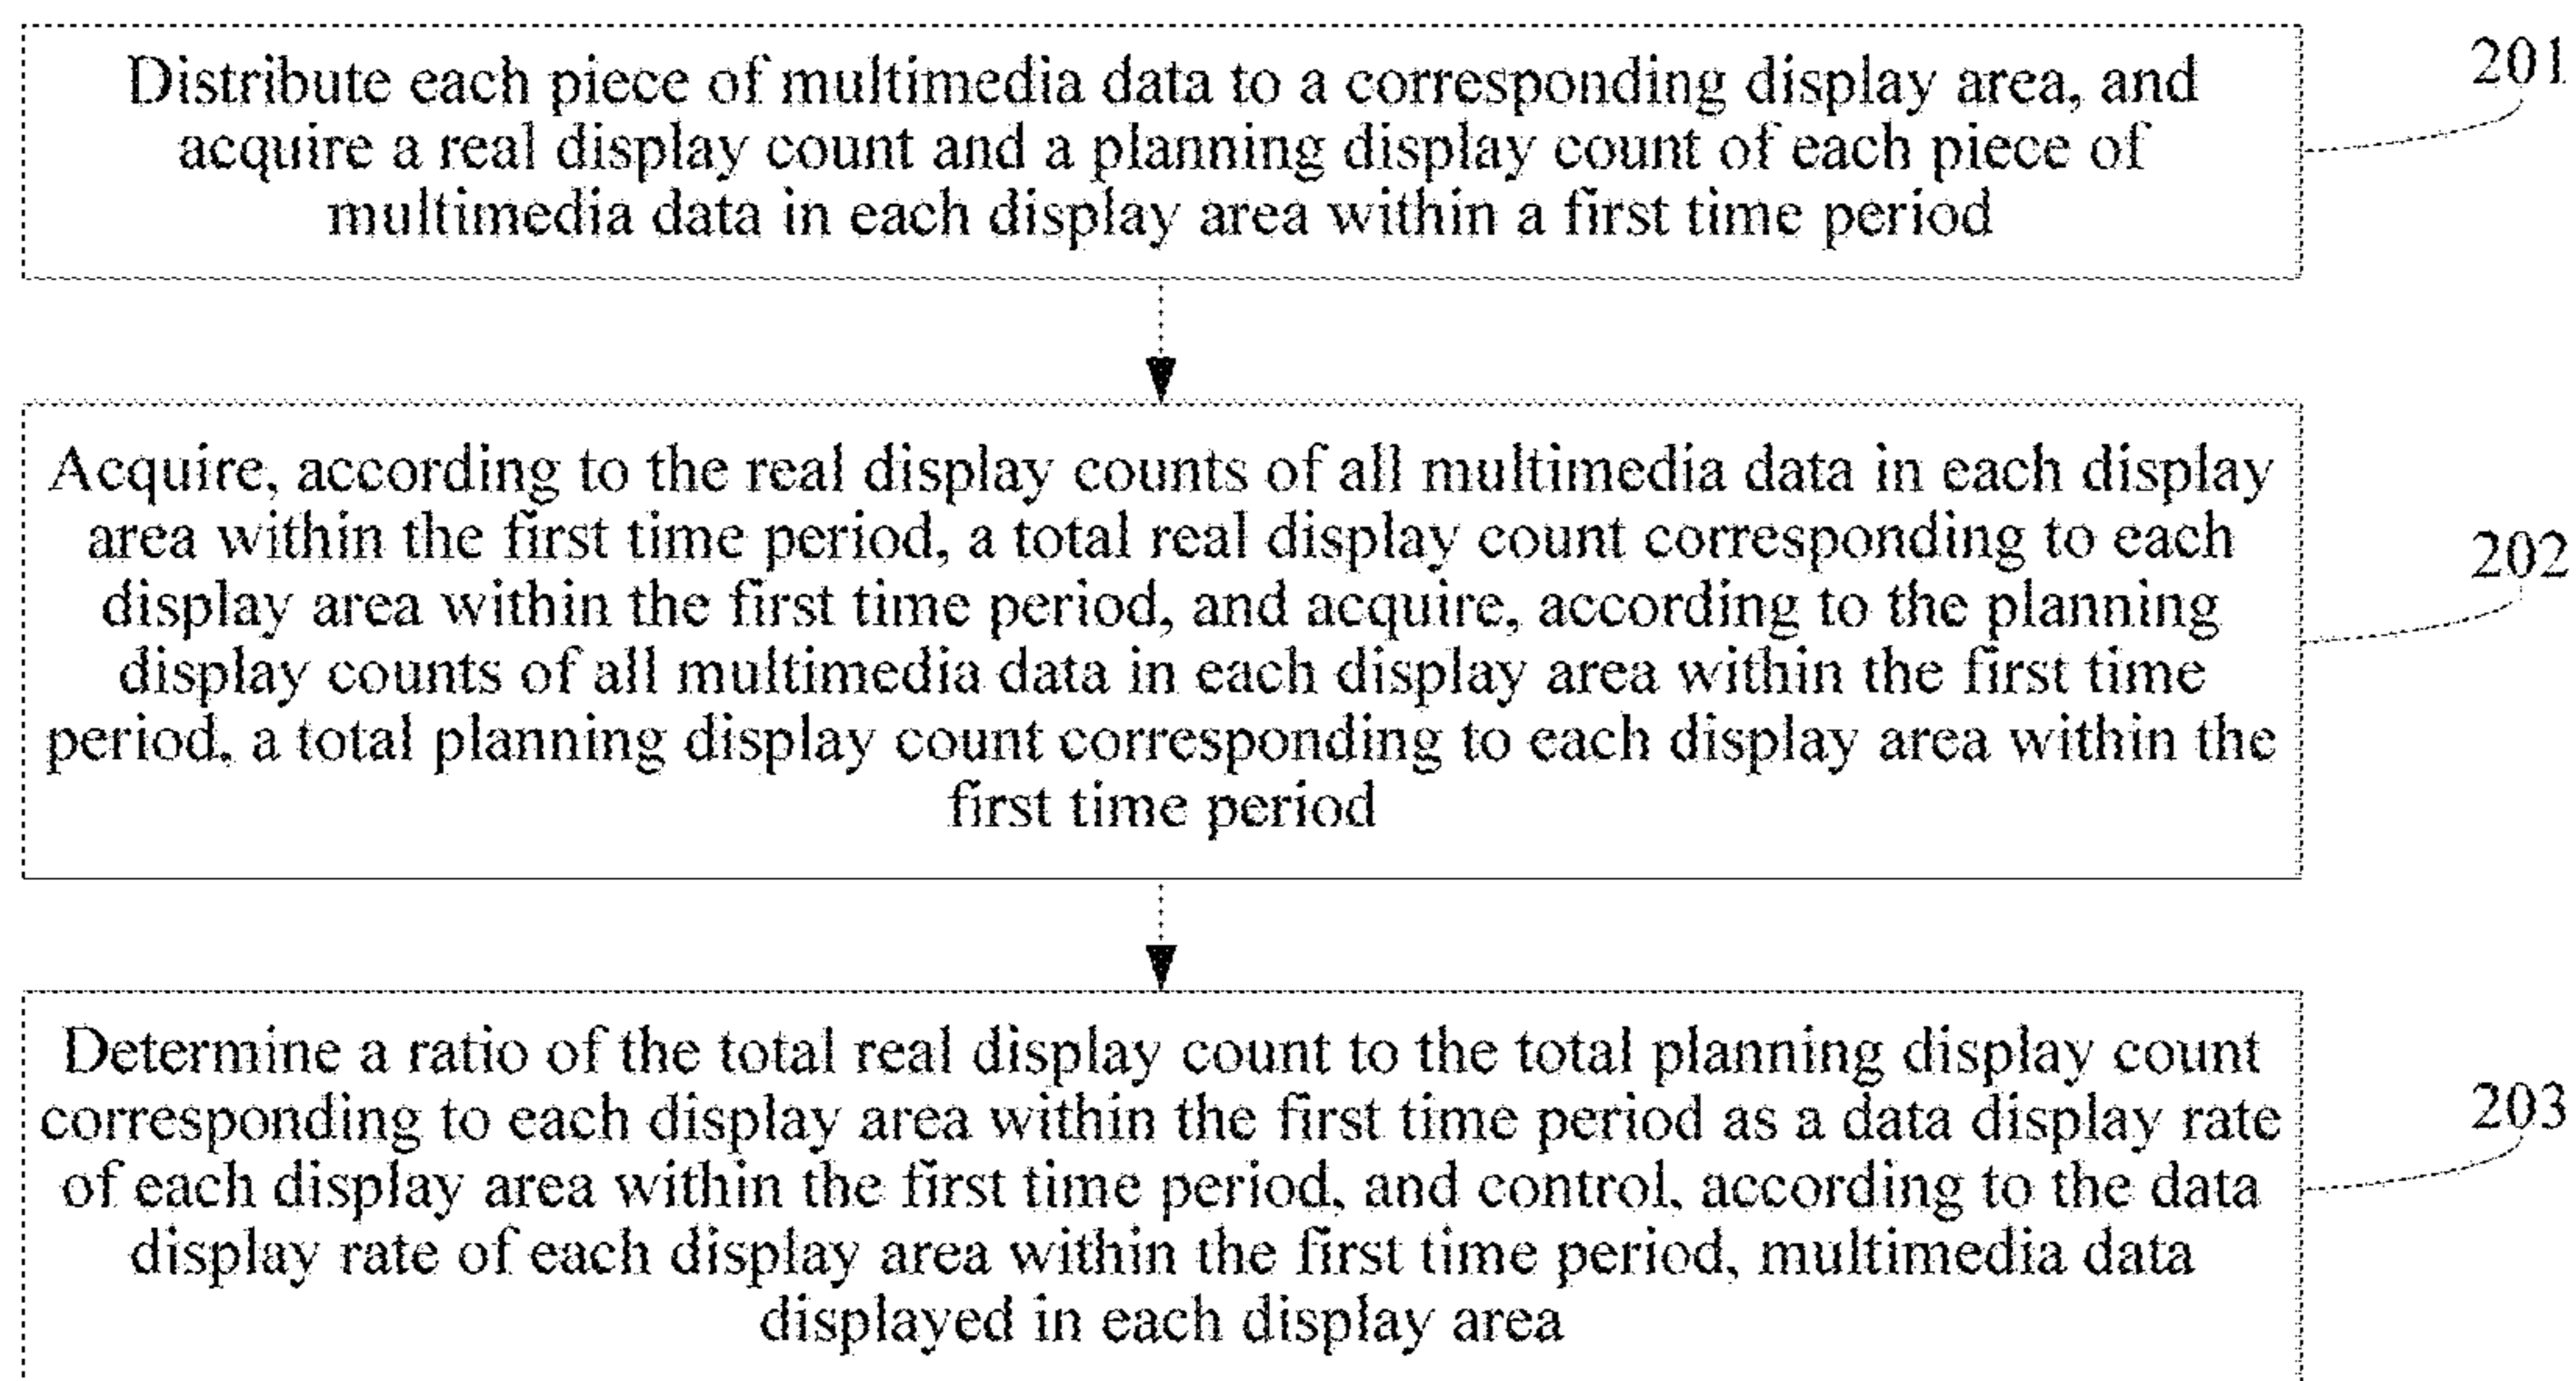 Distribute each piece of multimedia data to a corresponding display area, and
acquire a real display count and a planning display count of each piece of
multimedia data in each display area within a first time period
201
Acquire, according to the real display counts of all multimedia data in each display
area within the first time period, a total real display count corresponding to each
display area within the first time period, and acquire, according to the planning
display counts of all multimedia data in each display area within the first time
period, a total planning display count corresponding to each display area within the
first time period
202
Determine a ratio of the total real display count to the total planning display count
corresponding to each display area within the first time period as a data display rate
of each display area within the first time period, and control, according to the data
display rate of each display area within the first time period, multimedia data
displayed in each display area
203